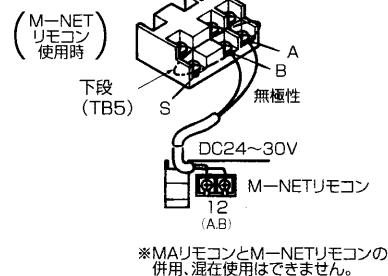 M−NET
リモコン
使用時
A
B
下段
(TB5)
S
無極性
DC24〜30V
M−NETリモコン
12
(A.B)
※MAリモコンとM−NETリモコンの
併用、混在使用はできません。